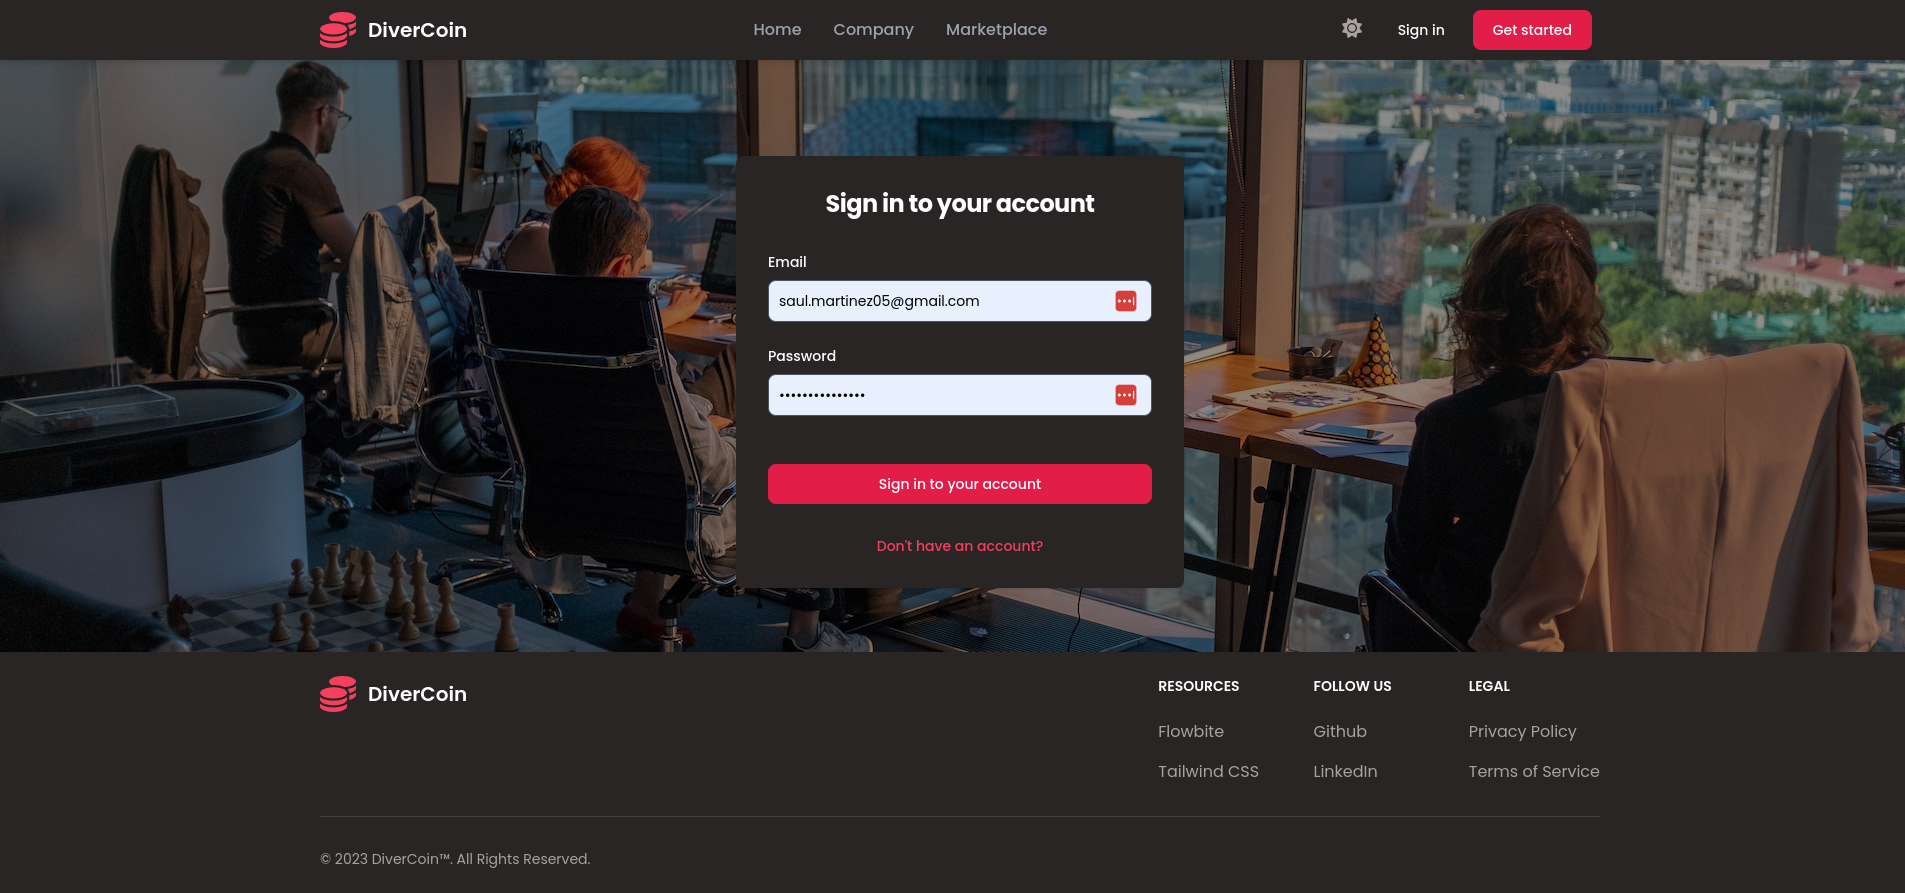 DiverCoin
Home Company Marketplace
Sign in Get started
Sign in to your account
Email
saul.martinez05@gmail.com
Password
•••••••••••••••
Sign in to your account
Don't have an account?
DiverCoin
RESOURCES
Flowbite
Tailwind CSS
FOLLOW US
Github
LinkedIn
LEGAL
Privacy Policy
Terms of Service
© 2023 DiverCoin™. All Rights Reserved.